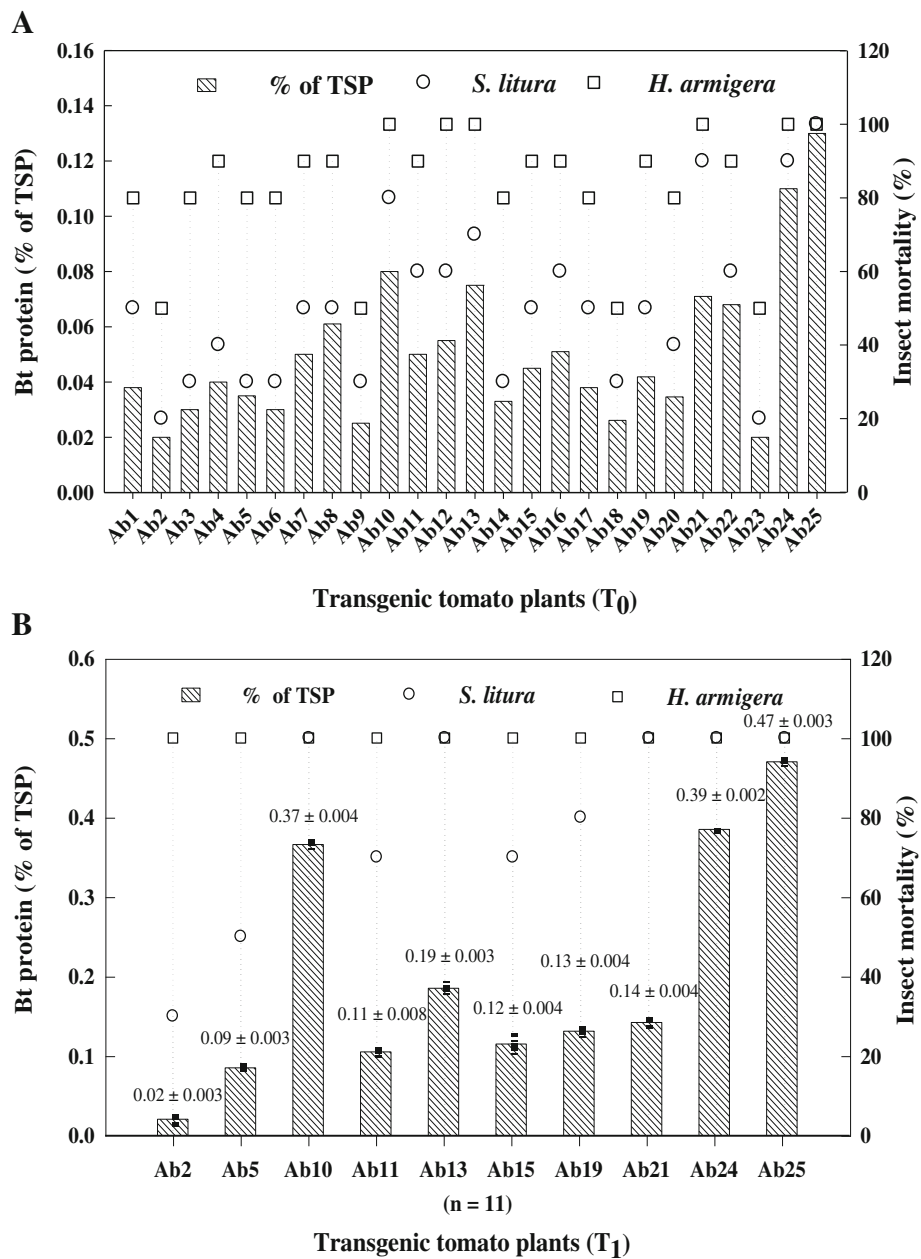 A
% of TSP S. litura H. armigera
Bt protein (% of TSP)
0.16
0.14
0.12
0.10
0.08
0.06
0.04
0.02
0.00
Insect mortality (%)
120
100
80
60
40
20
0
Ab1 Ab2 Ab3 Ab4 Ab5 Ab6 Ab7 Ab8 Ab9 Ab10 Ab11 Ab12 Ab13 Ab14 Ab15 Ab16 Ab17 Ab18 Ab19 Ab20 Ab21 Ab22 Ab23 Ab24 Ab25
Transgenic tomato plants (T0)
B
% of TSP S. litura H. armigera
Bt protein (% of TSP)
0.6
0.5
0.4
0.3
0.2
0.1
0.0
Insect mortality (%)
120
100
80
60
40
20
0
0.02 ± 0.003
0.09 ± 0.003
0.37 ± 0.004
0.11 ± 0.008
0.19 ± 0.003
0.12 ± 0.004
0.13 ± 0.004
0.14 ± 0.004
0.39 ± 0.002
0.47 ± 0.003
Ab2 Ab5 Ab10 Ab11 Ab13 Ab15 Ab19 Ab21 Ab24 Ab25
(n = 11)
Transgenic tomato plants (T1)